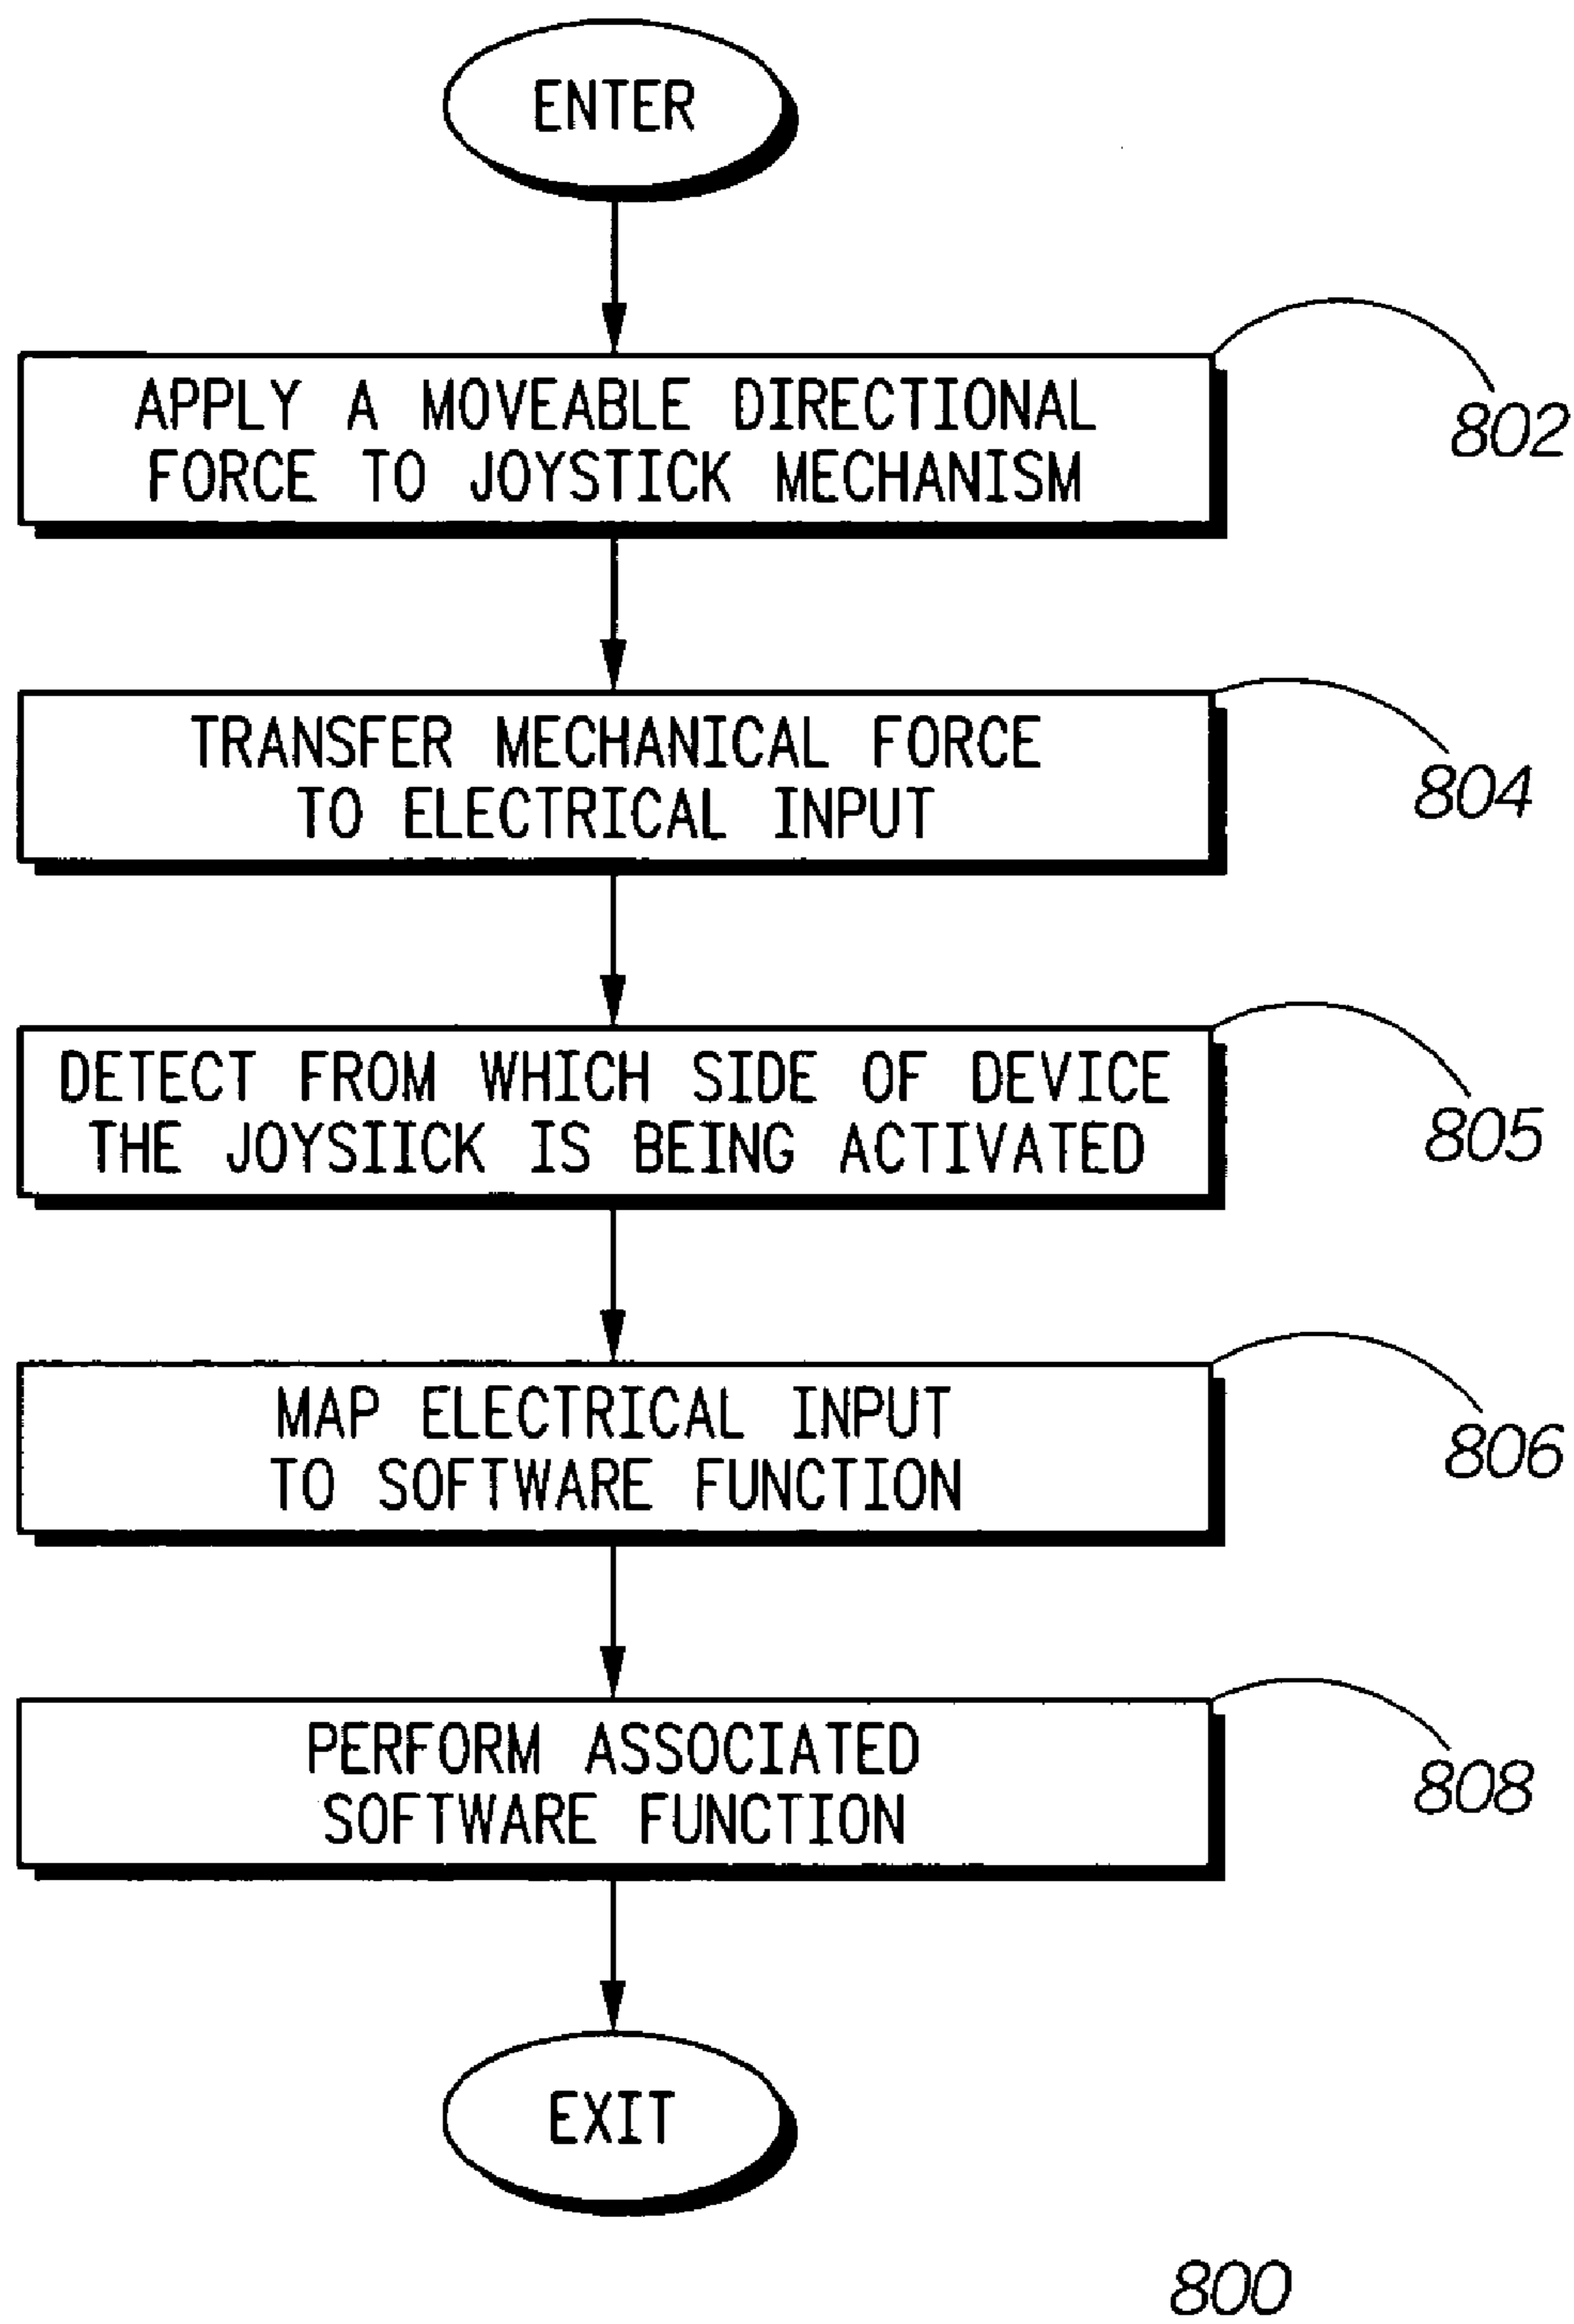 ENTER
APPLY A MOVEABLE DIRECTIONAL
FORCE TO JOYSTICK MECHANISM
802
TRANSFER MECHANICAL FORCE
TO ELECTRICAL INPUT
804
DETECT FROM WHICH SIDE OF DEVICE
THE JOYSIICK IS BEING ACTIVATED
805
MAP ELECTRICAL INPUT
TO SOFTWARE FUNCTION
806
PERFORM ASSOCIATED
SOFTWARE FUNCTION
808
EXIT
800